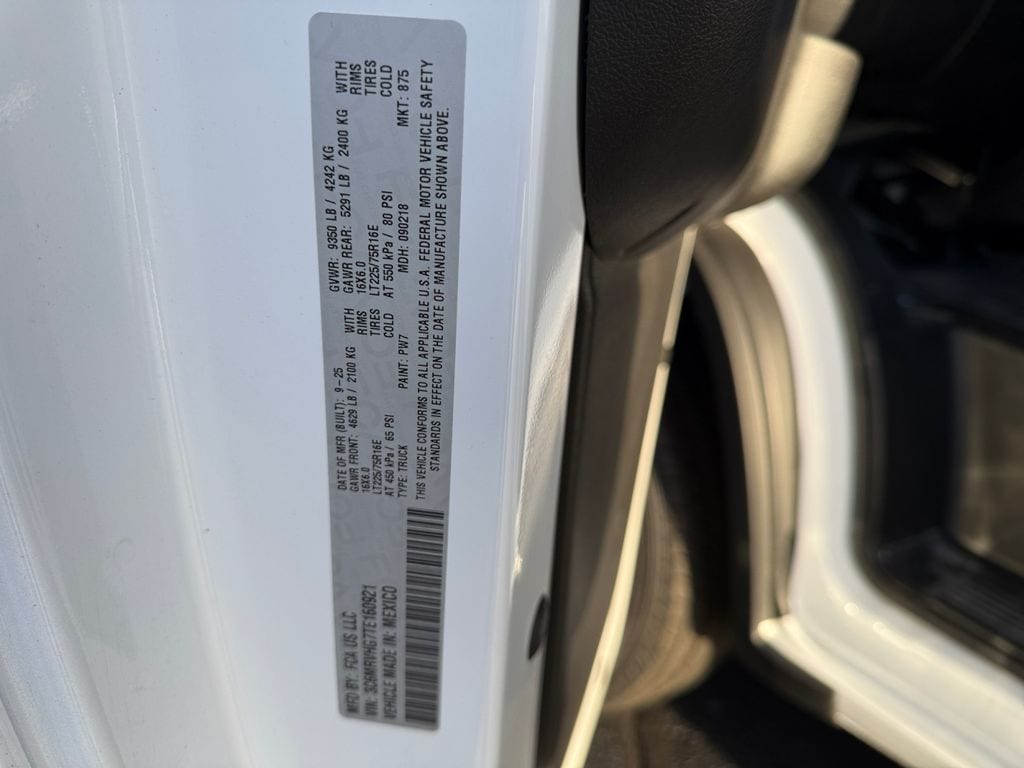 MFD BY: FCA US LLC
DATE OF MFR (BUILT): 9-25
GVWR: 9350 LB / 4242 KG
GAWR FRONT: 4629 LB / 2100 KG WITH
GAWR REAR: 5291 LB / 2400 KG WITH
16X6.0 RIMS
16X6.0 RIMS
LT225/75R16E TIRES
LT225/75R16E TIRES
AT 450 kPa / 65 PSI COLD
AT 550 kPa / 80 PSI COLD
VIN: 3C6MRVHG7TE160921
TYPE: TRUCK PAINT: PW7 MDH: 090218 MKT: 875
VEHICLE MADE IN: MEXICO
THIS VEHICLE CONFORMS TO ALL APPLICABLE U.S.A. FEDERAL MOTOR VEHICLE SAFETY
STANDARDS IN EFFECT ON THE DATE OF MANUFACTURE SHOWN ABOVE.